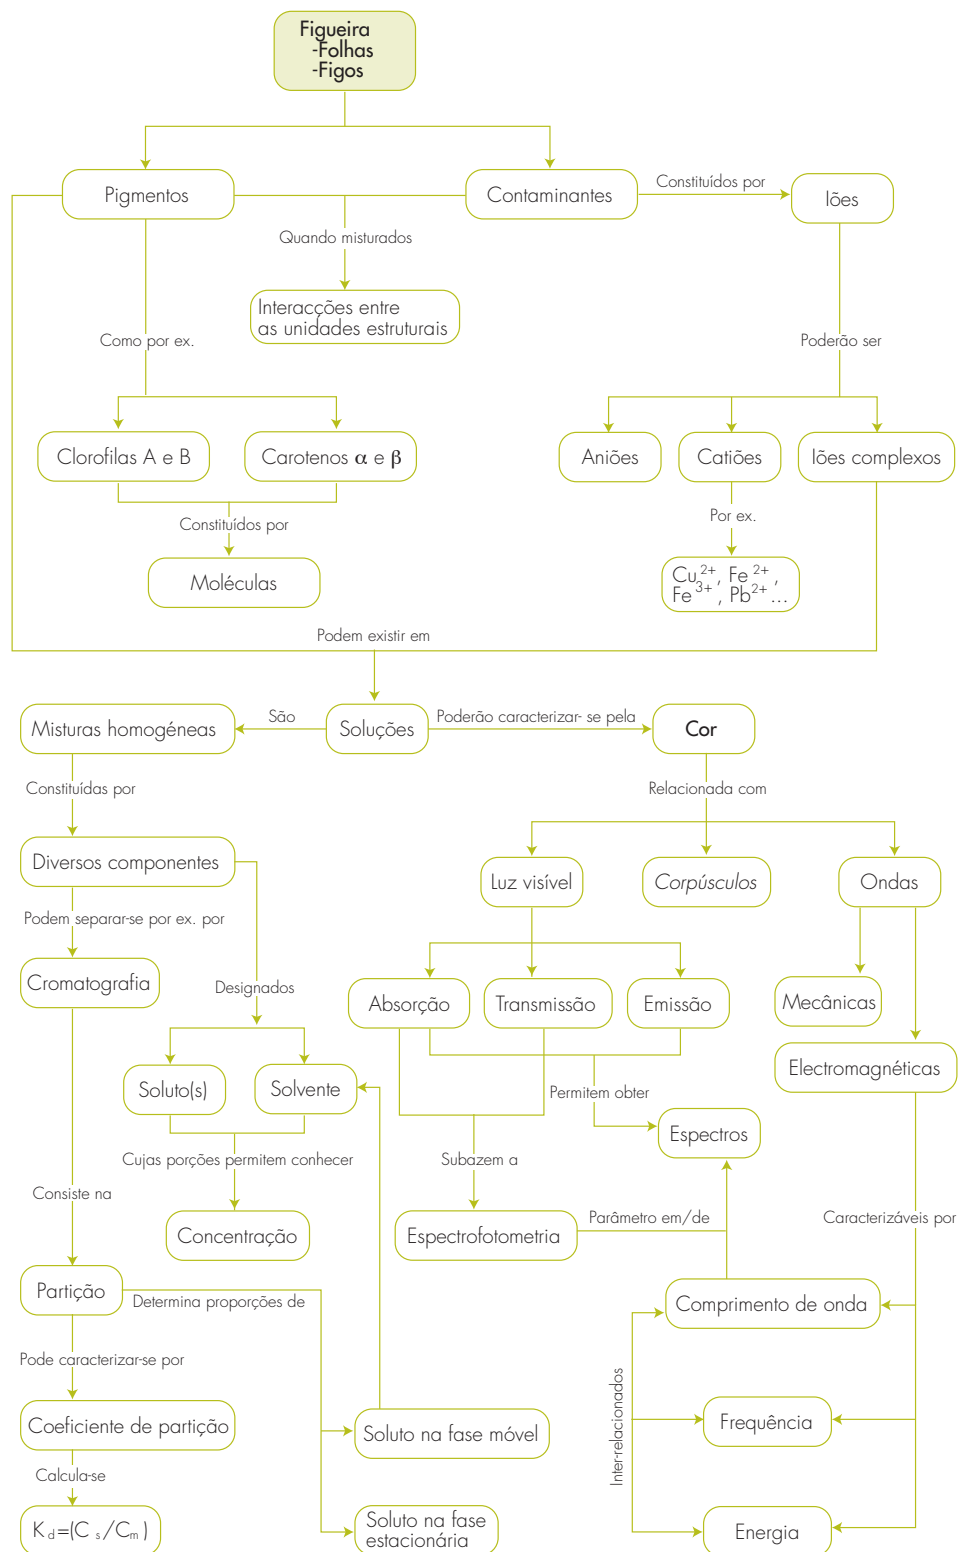 Figueira
-Folhas
-Figos
Pigmentos
Contaminantes
Constituídos por
Iões
Quando misturados
Interacções entre
as unidades estruturais
Como por ex.
Poderão ser
Clorofilas A e B
Carotenos α e β
Aniões
Catiões
Iões complexos
Constituídos por
Por ex.
Moléculas
Cu2+, Fe 2+,
Fe3+, Pb2+...
Podem existir em
Misturas homogéneas
São
Soluções
Poderão caracterizar- se pela
Cor
Constituídas por
Relacionada com
Diversos componentes
Luz visível
Corpúsculos
Ondas
Podem separar-se por ex. por
Cromatografia
Designados
Absorção
Transmissão
Emissão
Mecânicas
Electromagnéticas
Soluto(s)
Solvente
Permitem obter
Espectros
Cujas porções permitem conhecer
Subazem a
Consiste na
Concentração
Espectrofotometria
Parâmetro em/de
Caracterizáveis por
Partição
Determina proporções de
Comprimento de onda
Pode caracterizar-se por
Inter-relacionados
Coeficiente de partição
Soluto na fase móvel
Frequência
Calcula-se
Kd=(Cs/Cm)
Soluto na fase
estacionária
Energia